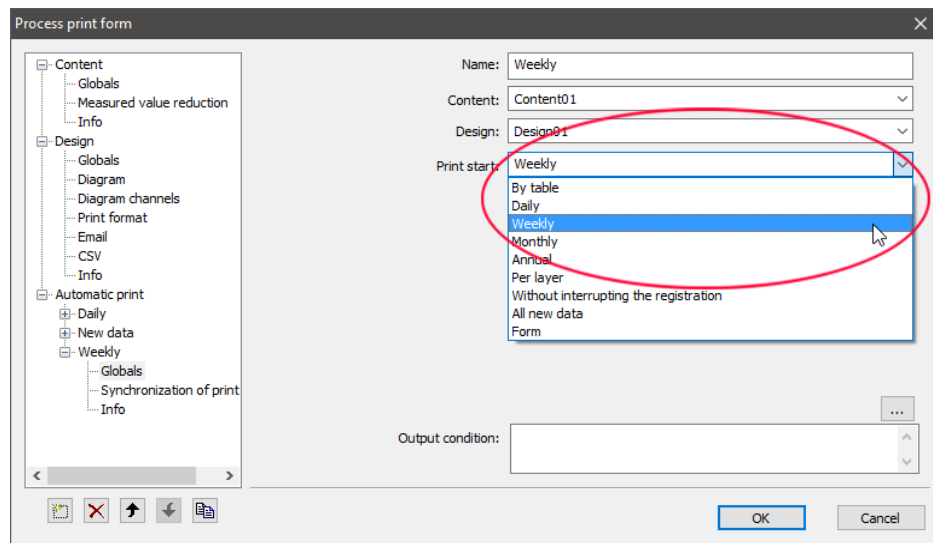 Process print form
Content
Globals
Measured value reduction
Info
Design
Globals
Diagram
Diagram channels
Print format
Email
CSV
Info
Automatic print
Daily
New data
Weekly
Globals
Synchronization of print
Info
Name: Weekly
Content: Content01
Design: Design01
Print start: Weekly
By table
Daily
Weekly
Monthly
Annual
Per layer
Without interrupting the registration
All new data
Form
...
Output condition:
OK
Cancel